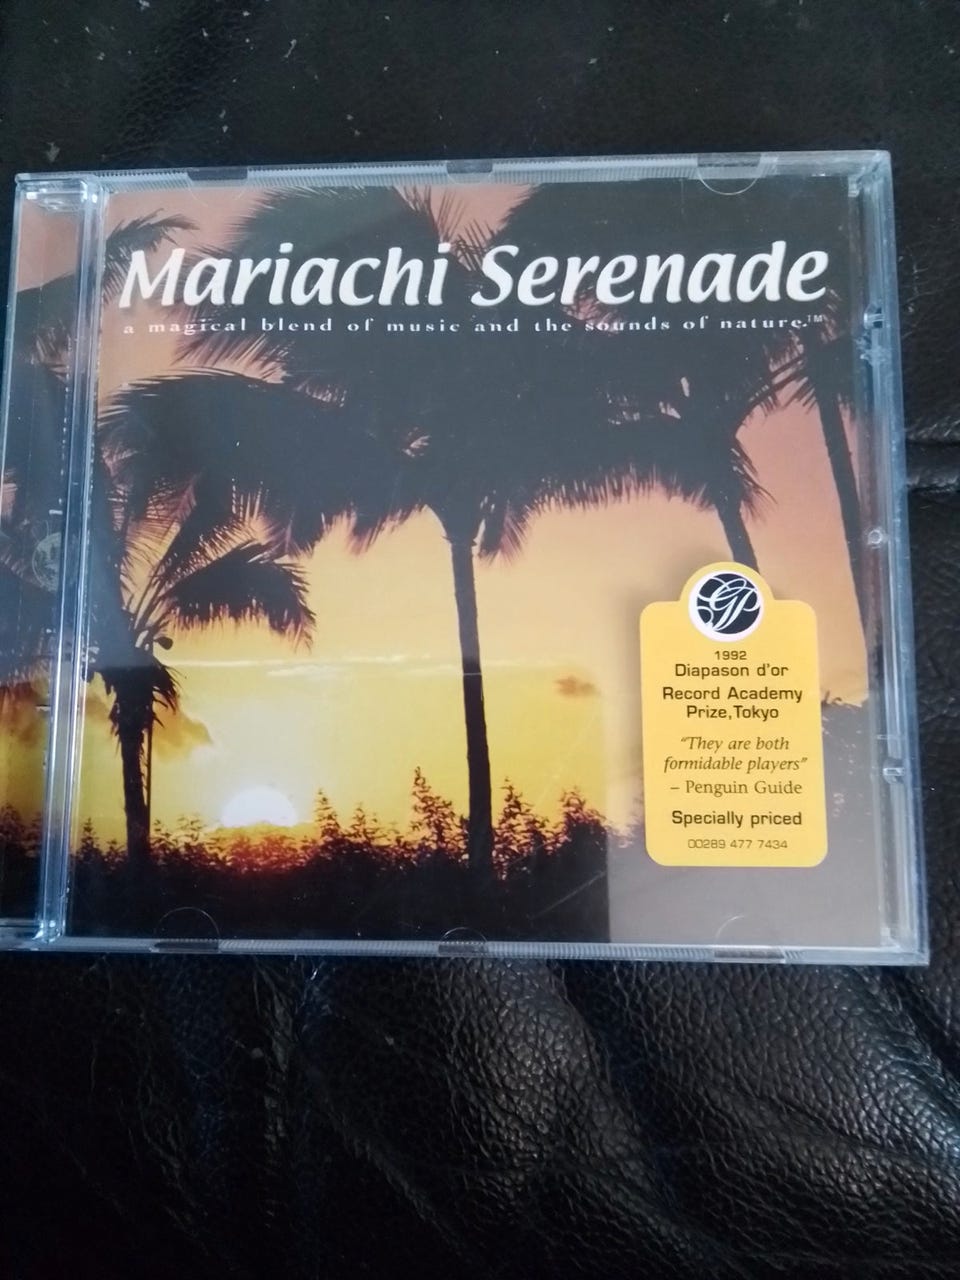 Mariachi Serenade
a magical blend of music and the sounds of nature.™
GP
1992
Diapason d'or
Record Academy
Prize,Tokyo
"They are both
formidable players"
– Penguin Guide
Specially priced
00289 477 7434